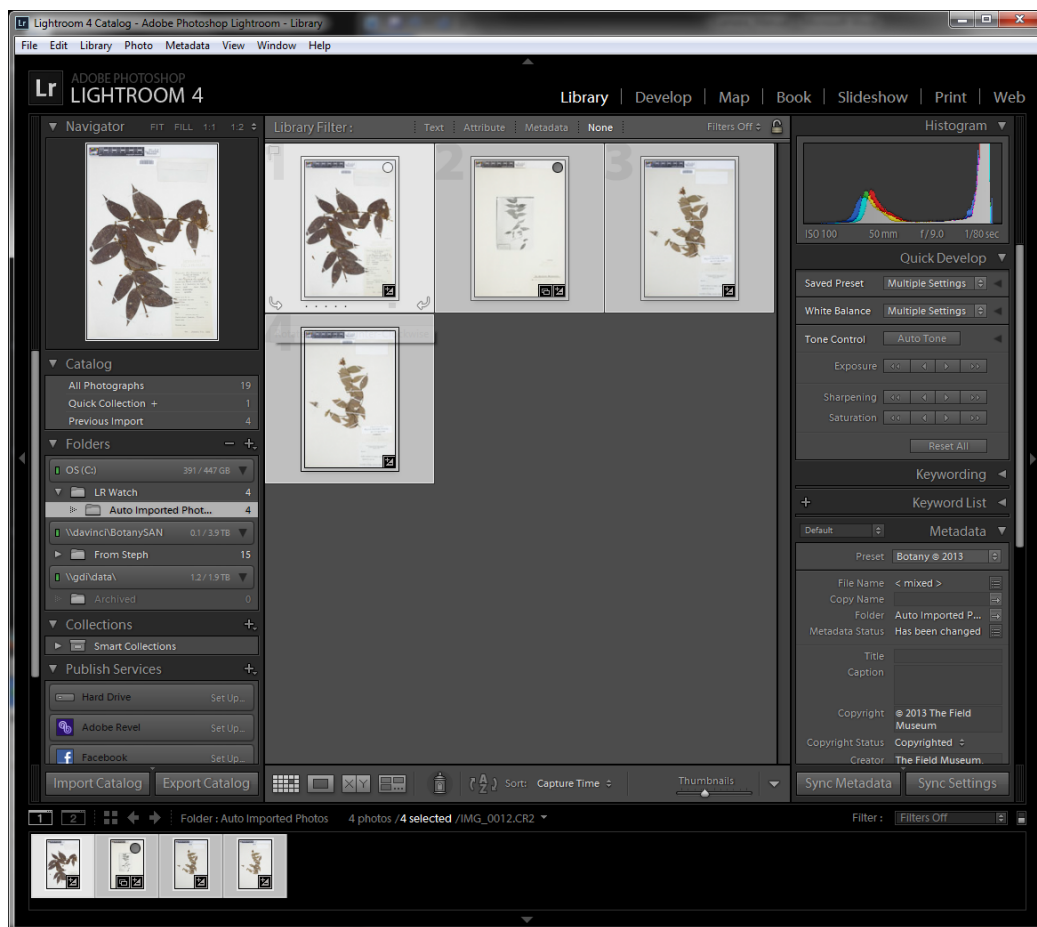 Lightroom 4 Catalog - Adobe Photoshop Lightroom - Library
File Edit Library Photo Metadata View Window Help
Lr
ADOBE PHOTOSHOP
LIGHTROOM 4
Library | Develop | Map | Book | Slideshow | Print | Web
Navigator FIT FILL 1:1 1:2
Library Filter : Text Attribute Metadata None Filters Off
Histogram
1
2
3
4
ISO 100 50 mm f / 9.0 1/80 sec
Quick Develop
Saved Preset Multiple Settings
White Balance Multiple Settings
Tone Control Auto Tone
Exposure
Sharpening
Saturation
Reset All
Keywording
Keyword List
Default Metadata
Preset Botany © 2013
File Name < mixed >
Copy Name
Folder Auto Imported P...
Metadata Status Has been changed
Title
Caption
Copyright © 2013 The Field
Museum
Copyright Status Copyrighted
Creator The Field Museum.
Catalog
All Photographs 19
Quick Collection + 1
Previous Import 4
Folders
OS (C:) 391 / 447 GB
LR Watch 4
Auto Imported Phot... 4
\\davinci\BotanySAN 0.1 / 3.9 TB
From Steph 15
\\gdi\data\ 1.2 / 1.9 TB
Archived 0
Collections
Smart Collections
Publish Services
Hard Drive Set Up...
Adobe Revel Set Up...
Facebook Set Up...
Import Catalog Export Catalog
XY
Sort: Capture Time
Thumbnails
Sync Metadata Sync Settings
1 2 Folder : Auto Imported Photos 4 photos / 4 selected / IMG_0012.CR2
Filter : Filters Off